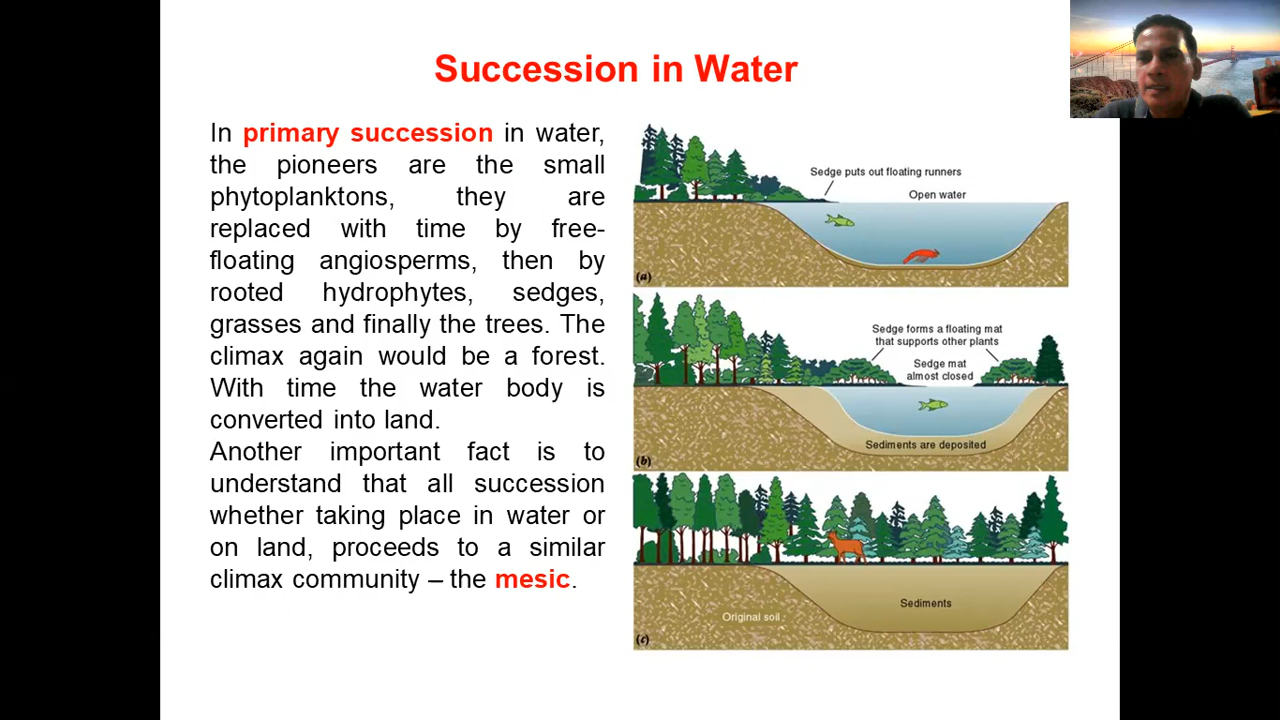 Succession in Water
In primary succession in water,
the pioneers are the small
phytoplanktons, they are
replaced with time by free-
floating angiosperms, then by
rooted hydrophytes, sedges,
grasses and finally the trees. The
climax again would be a forest.
With time the water body is
converted into land.
Another important fact is to
understand that all succession
whether taking place in water or
on land, proceeds to a similar
climax community – the mesic.
Sedge puts out floating runners
Open water
(a)
Sedge forms a floating mat
that supports other plants
Sedge mat
almost closed
Sediments are deposited
(b)
Sediments
Original soil
(c)